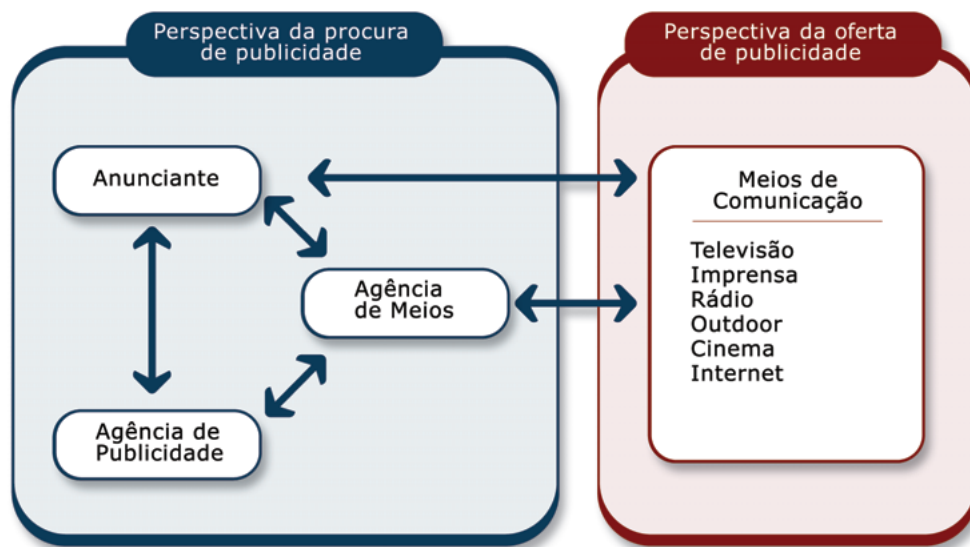 Perspectiva da procura
de publicidade
Perspectiva da oferta
de publicidade
Anunciante
Agência
de Meios
Agência de
Publicidade
Meios de
Comunicação
Televisão
Imprensa
Rádio
Outdoor
Cinema
Internet